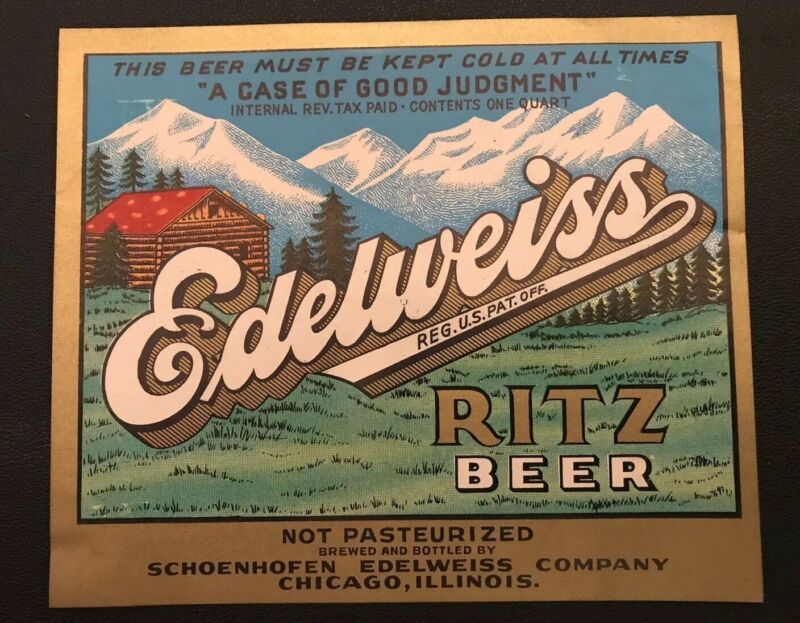 THIS BEER MUST BE KEPT COLD AT ALL TIMES
"A CASE OF GOOD JUDGMENT"
INTERNAL REV. TAX PAID · CONTENTS ONE QUART
Edelweiss
REG. U.S. PAT. OFF.
RITZ
BEER
NOT PASTEURIZED
BREWED AND BOTTLED BY
SCHOENHOFEN EDELWEISS COMPANY
CHICAGO, ILLINOIS.